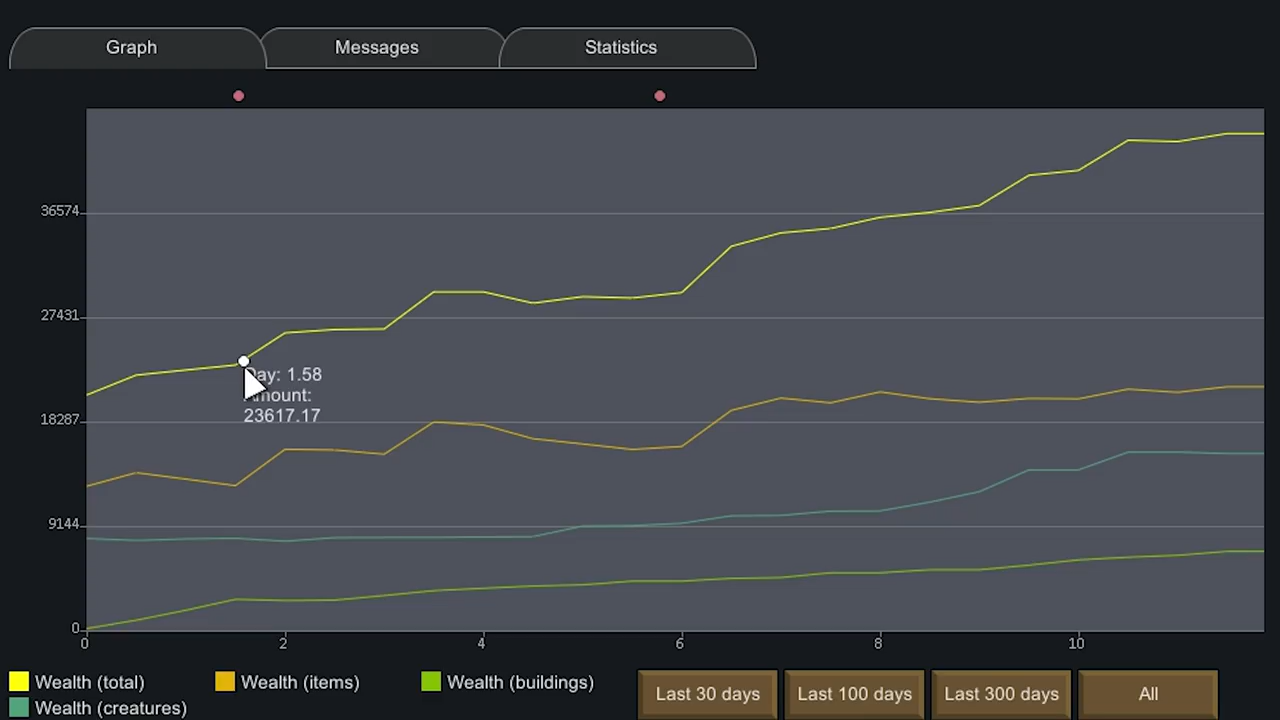 Graph Messages Statistics
36574
27431
18287
9144
0
0 2 4 6 8 10
Day: 1.58
Amount:
23617.17
Wealth (total) Wealth (items) Wealth (buildings)
Wealth (creatures)
Last 30 days Last 100 days Last 300 days All